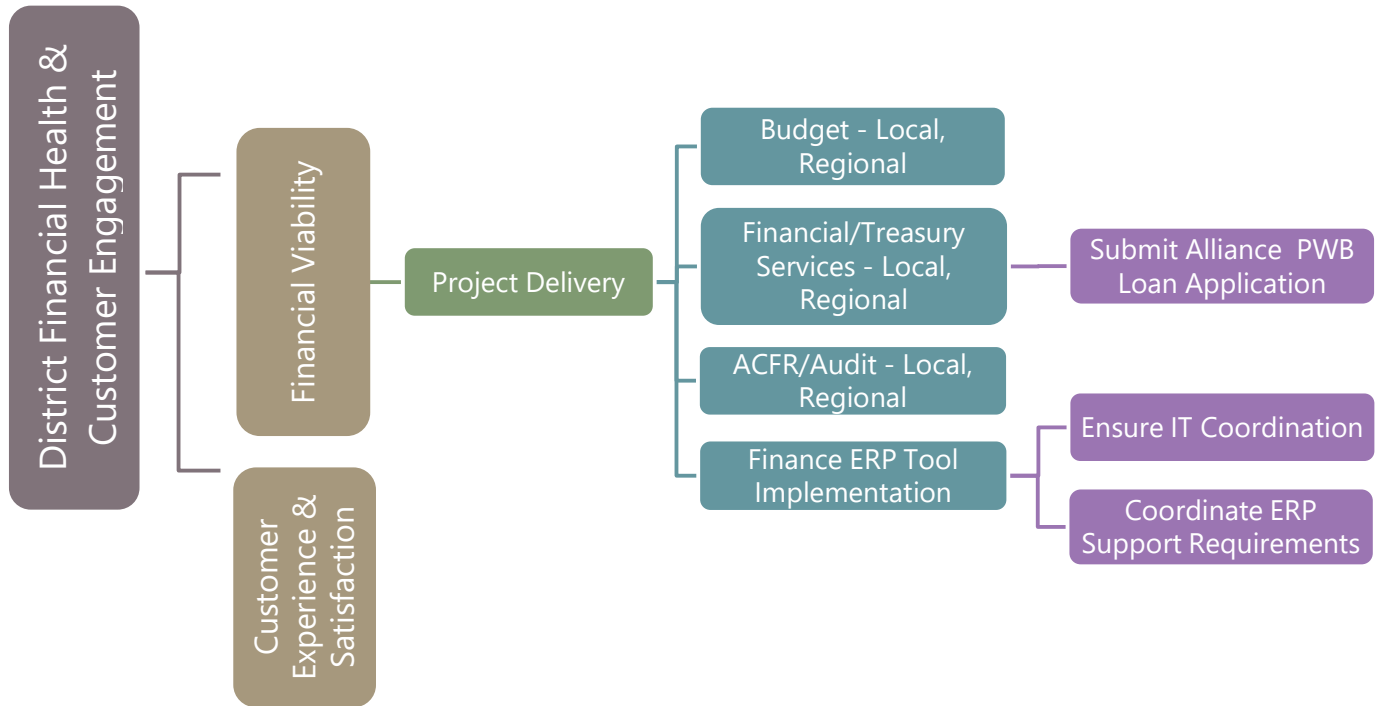 District Financial Health &
Customer Engagement
Financial Viability
Customer
Experience &
Satisfaction
Project Delivery
Budget - Local,
Regional
Financial/Treasury
Services - Local,
Regional
ACFR/Audit - Local,
Regional
Finance ERP Tool
Implementation
Submit Alliance  PWB
Loan Application
Ensure IT Coordination
Coordinate ERP
Support Requirements